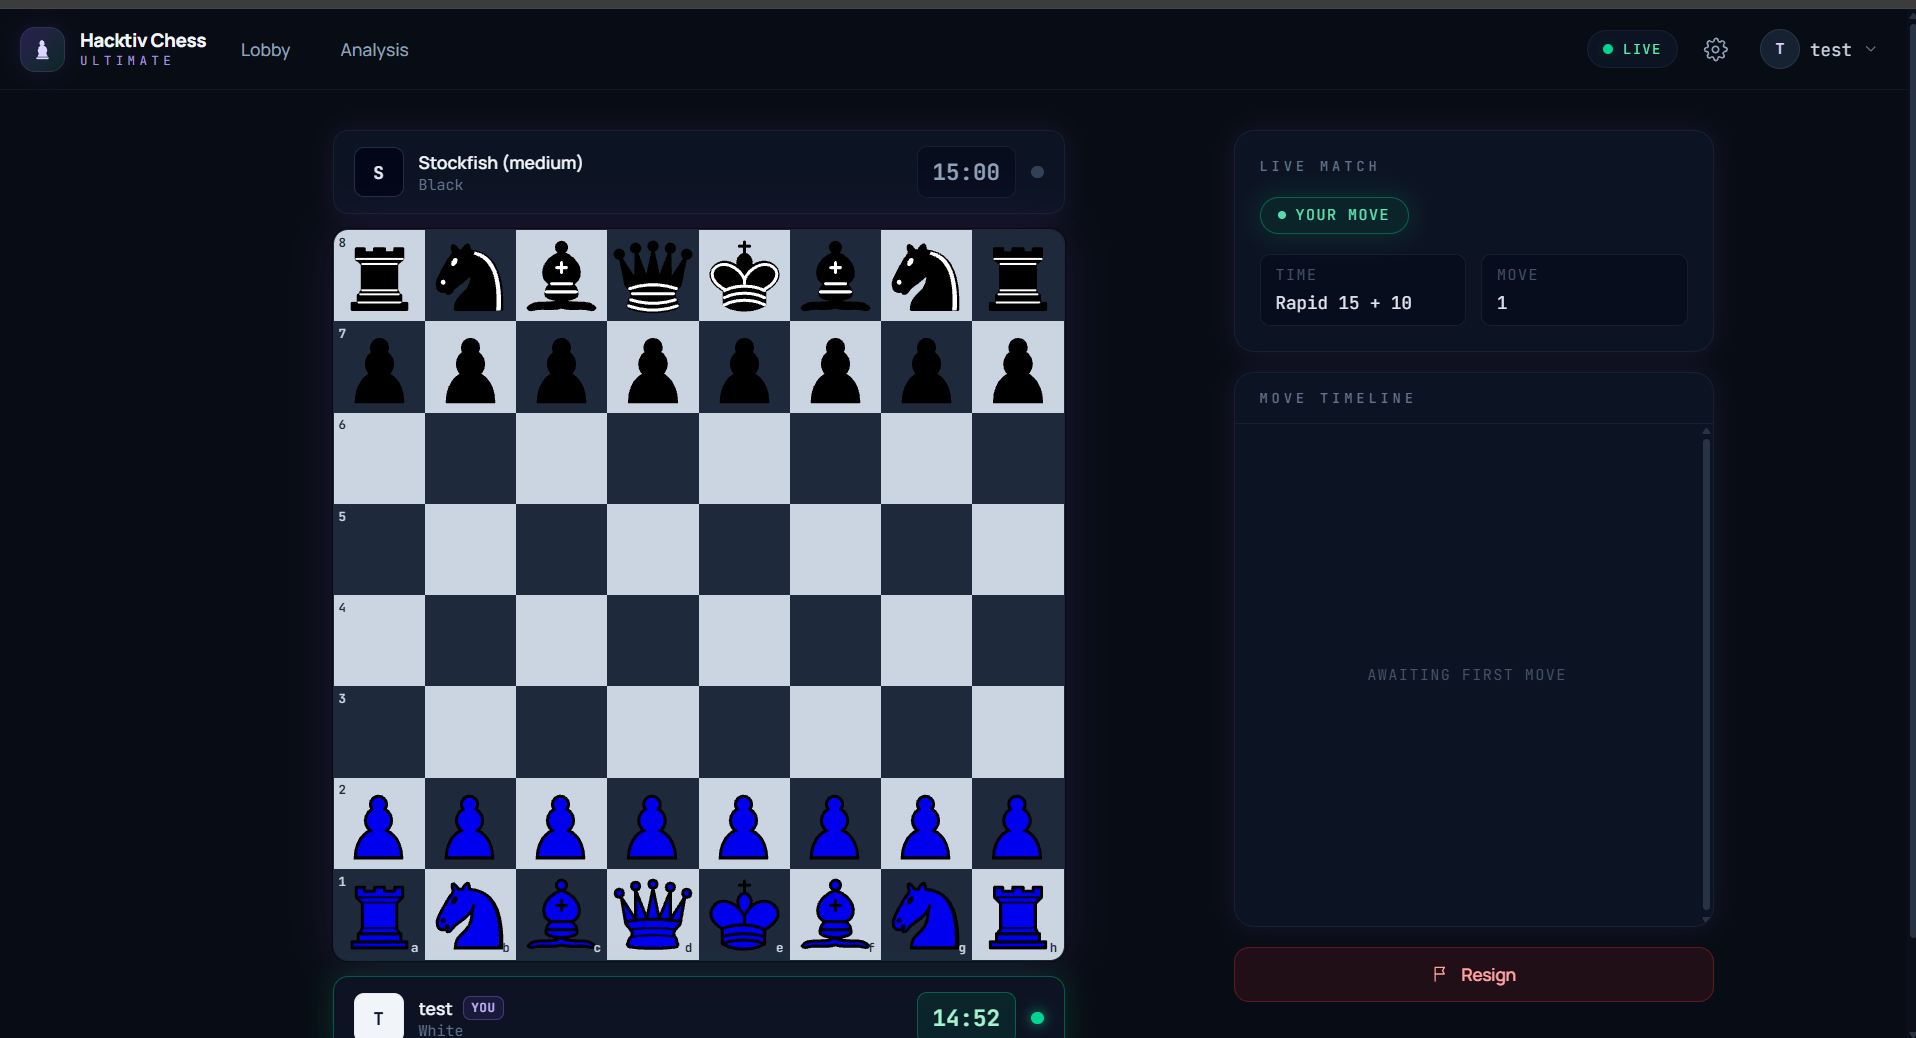 Hacktiv Chess
ULTIMATE
Lobby
Analysis
LIVE
T
test
S
Stockfish (medium)
Black
15:00
8
7
6
5
4
3
2
1
a
b
c
d
e
f
g
h
T
test
YOU
White
14:52
LIVE MATCH
YOUR MOVE
TIME
Rapid 15 + 10
MOVE
1
MOVE TIMELINE
AWAITING FIRST MOVE
Resign